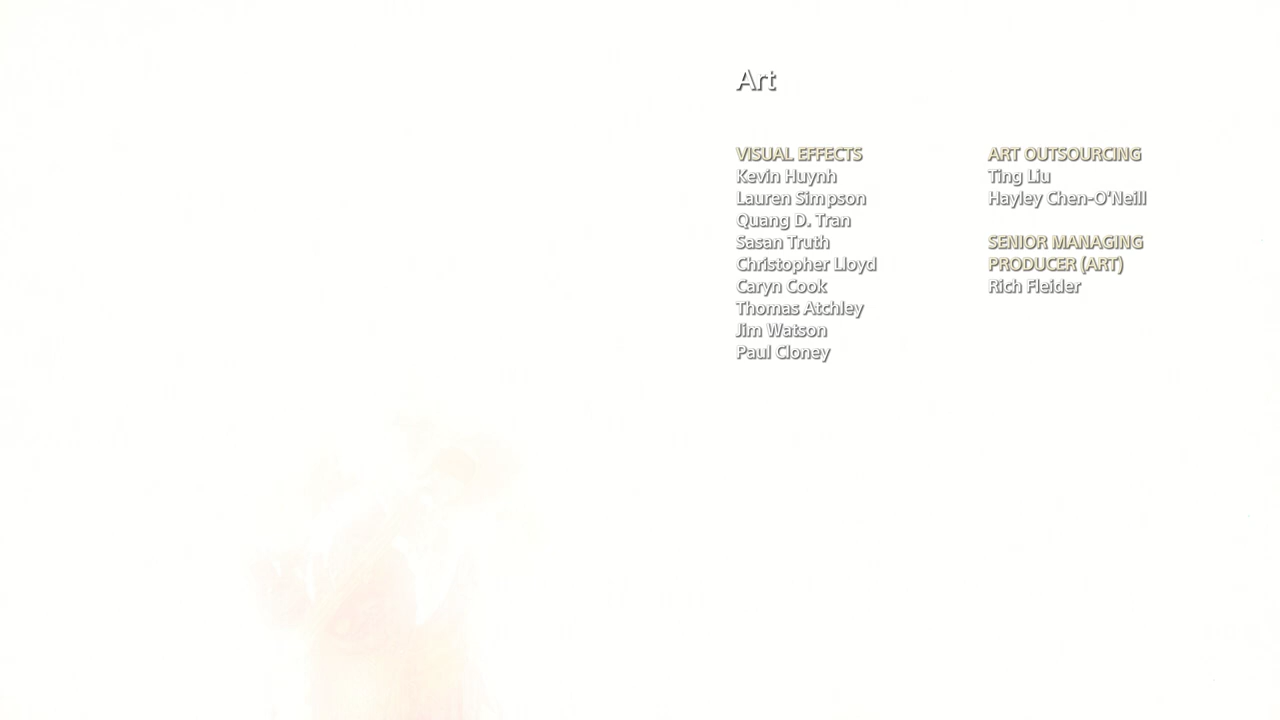 Art
VISUAL EFFECTS
Kevin Huynh
Lauren Simpson
Quang D. Tran
Sasan Truth
Christopher Lloyd
Caryn Cook
Thomas Atchley
Jim Watson
Paul Cloney
ART OUTSOURCING
Ting Liu
Hayley Chen-O'Neill
SENIOR MANAGING
PRODUCER (ART)
Rich Fleider